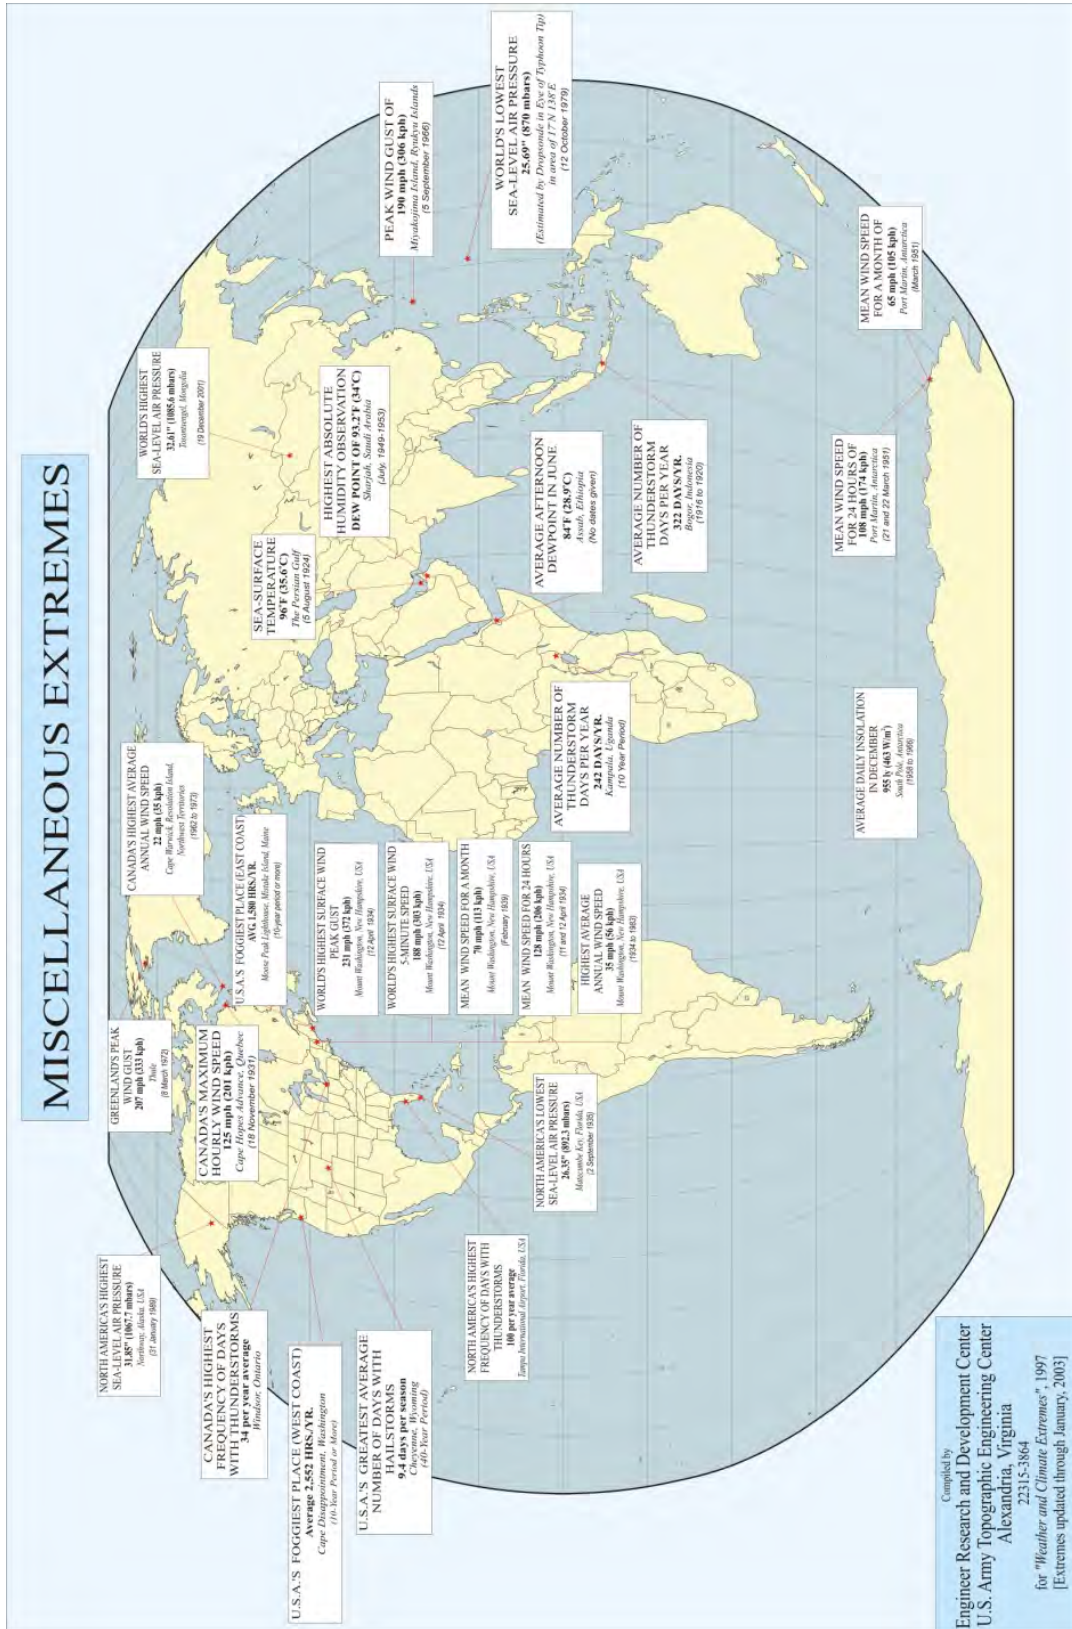 MISCELLANEOUS EXTREMES
NORTH AMERICA'S HIGHEST
SEA-LEVEL AIR PRESSURE
31.85" (1067.7 mbars)
Northway, Alaska, USA
(31 January 1989)
GREENLAND'S PEAK
WIND GUST
207 mph (333 kph)
Thule
(8 March 1972)
CANADA'S HIGHEST AVERAGE
ANNUAL WIND SPEED
22 mph (35 kph)
Cape Warwick, Resolution Island,
Northwest Territories
(1962 to 1973)
WORLD'S HIGHEST
SEA-LEVEL AIR PRESSURE
32.61" (1085.6 mbars)
Tosontsengel, Mongolia
(19 December 2001)
CANADA'S HIGHEST
FREQUENCY OF DAYS
WITH THUNDERSTORMS
34 per year average
Windsor, Ontario
CANADA'S MAXIMUM
HOURLY WIND SPEED
125 mph (201 kph)
Cape Hopes Advance, Quebec
(18 November 1931)
U.S.A.'S FOGGIEST PLACE (EAST COAST)
AVG 1,580 HRS./YR.
Moose Peak Lighthouse, Mistake Island, Maine
(10-year period or more)
SEA-SURFACE
TEMPERATURE
96°F (35.6°C)
The Persian Gulf
(5 August 1924)
U.S.A.'S FOGGIEST PLACE (WEST COAST)
Average 2,552 HRS./YR.
Cape Disappointment, Washington
(10-Year Period or More)
WORLD'S HIGHEST SURFACE WIND
PEAK GUST
231 mph (372 kph)
Mount Washington, New Hampshire, USA
(12 April 1934)
HIGHEST ABSOLUTE
HUMIDITY OBSERVATION
DEW POINT OF 93.2°F (34°C)
Sharjah, Saudi Arabia
(July, 1949-1953)
PEAK WIND GUST OF
190 mph (306 kph)
Miyakojima Island, Ryukyu Islands
(5 September 1966)
U.S.A.'S GREATEST AVERAGE
NUMBER OF DAYS WITH
HAILSTORMS
9.4 days per season
Cheyenne, Wyoming
(40-Year Period)
WORLD'S HIGHEST SURFACE WIND
5-MINUTE SPEED
188 mph (303 kph)
Mount Washington, New Hampshire, USA
(12 April 1934)
NORTH AMERICA'S HIGHEST
FREQUENCY OF DAYS WITH
THUNDERSTORMS
100 per year average
Tampa International Airport, Florida, USA
MEAN WIND SPEED FOR A MONTH
70 mph (113 kph)
Mount Washington, New Hampshire, USA
(February 1939)
WORLD'S LOWEST
SEA-LEVEL AIR PRESSURE
25.69" (870 mbars)
(Estimated by Dropsonde in Eye of Typhoon Tip)
in area of 17°N 138°E
(12 October 1979)
NORTH AMERICA'S LOWEST
SEA-LEVEL AIR PRESSURE
26.35" (892.3 mbars)
Matecumbe Key, Florida, USA
(2 September 1935)
MEAN WIND SPEED FOR 24 HOURS
128 mph (206 kph)
Mount Washington, New Hampshire, USA
(11 and 12 April 1934)
HIGHEST AVERAGE
ANNUAL WIND SPEED
35 mph (56 kph)
Mount Washington, New Hampshire, USA
(1934 to 1983)
AVERAGE NUMBER OF
THUNDERSTORM
DAYS PER YEAR
242 DAYS/YR.
Kampala, Uganda
(10 Year Period)
AVERAGE AFTERNOON
DEWPOINT IN JUNE
84°F (28.9°C)
Assab, Ethiopia
(No dates given)
AVERAGE NUMBER OF
THUNDERSTORM
DAYS PER YEAR
322 DAYS/YR.
Bogor, Indonesia
(1916 to 1920)
AVERAGE DAILY INSOLATION
IN DECEMBER
955 ly (463 W/m²)
South Pole, Antarctica
(1958 to 1966)
MEAN WIND SPEED
FOR 24 HOURS OF
108 mph (174 kph)
Port Martin, Antarctica
(21 and 22 March 1951)
MEAN WIND SPEED
FOR A MONTH OF
65 mph (105 kph)
Port Martin, Antarctica
(March 1951)
Compiled by
Engineer Research and Development Center
U.S. Army Topographic Engineering Center
Alexandria, Virginia
22315-3864
for "Weather and Climate Extremes", 1997
[Extremes updated through January, 2003]